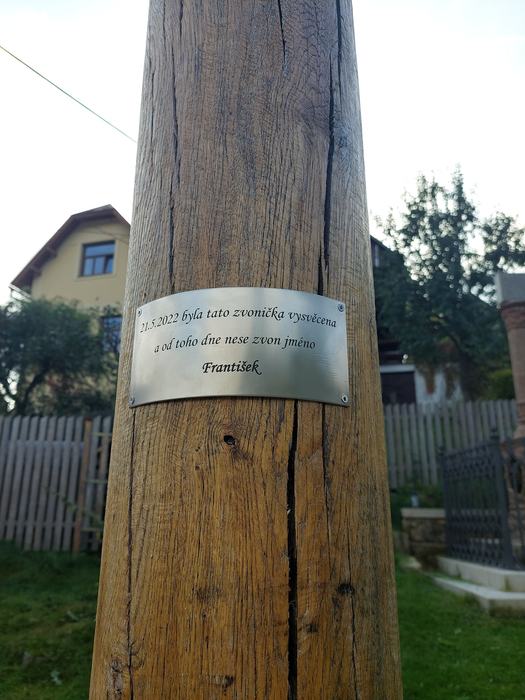 21.5.2022 byla tato zvonička vysvěcena
a od toho dne nese zvon jméno
František